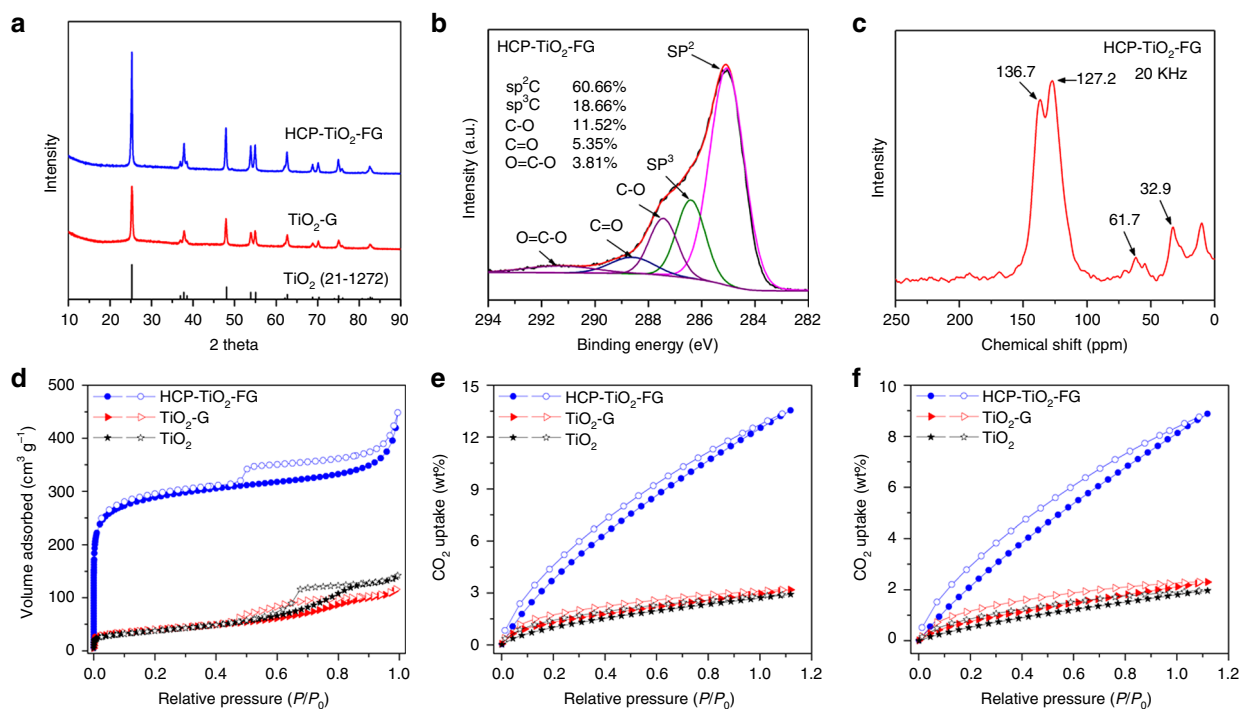 a
Intensity
HCP-TiO₂-FG
TiO₂-G
TiO₂ (21-1272)
10 20 30 40 50 60 70 80 90
2 theta
b
Intensity (a.u.)
HCP-TiO₂-FG
sp²C 60.66%
sp³C 18.66%
C-O 11.52%
C=O 5.35%
O=C-O 3.81%
SP²
SP³
C-O
C=O
O=C-O
294 292 290 288 286 284 282
Binding energy (eV)
c
HCP-TiO₂-FG
20 KHz
136.7
127.2
61.7
32.9
250 200 150 100 50 0
Chemical shift (ppm)
d
Volume adsorbed (cm³ g⁻¹)
500
400
300
200
100
0
HCP-TiO₂-FG
TiO₂-G
TiO₂
0.0 0.2 0.4 0.6 0.8 1.0
Relative pressure (P/P₀)
e
CO₂ uptake (wt%)
15
12
9
6
3
0
HCP-TiO₂-FG
TiO₂-G
TiO₂
0.0 0.2 0.4 0.6 0.8 1.0 1.2
Relative pressure (P/P₀)
f
CO₂ uptake (wt%)
10
8
6
4
2
0
HCP-TiO₂-FG
TiO₂-G
TiO₂
0.0 0.2 0.4 0.6 0.8 1.0 1.2
Relative pressure (P/P₀)